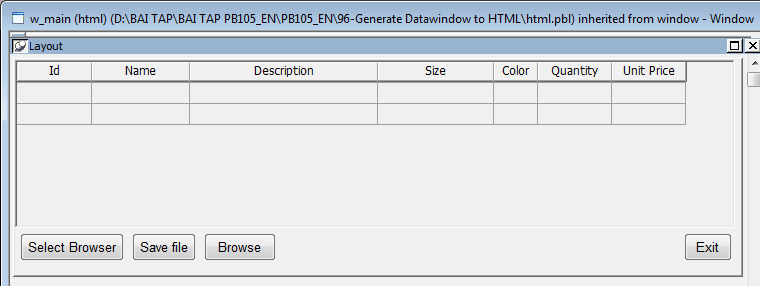 w_main (html) (D:\BAI TAP\BAI TAP PB105_EN\PB105_EN\96-Generate Datawindow to HTML\html.pbl) inherited from window - Window
Layout
Id Name Description Size Color Quantity Unit Price
Select Browser Save file Browse Exit